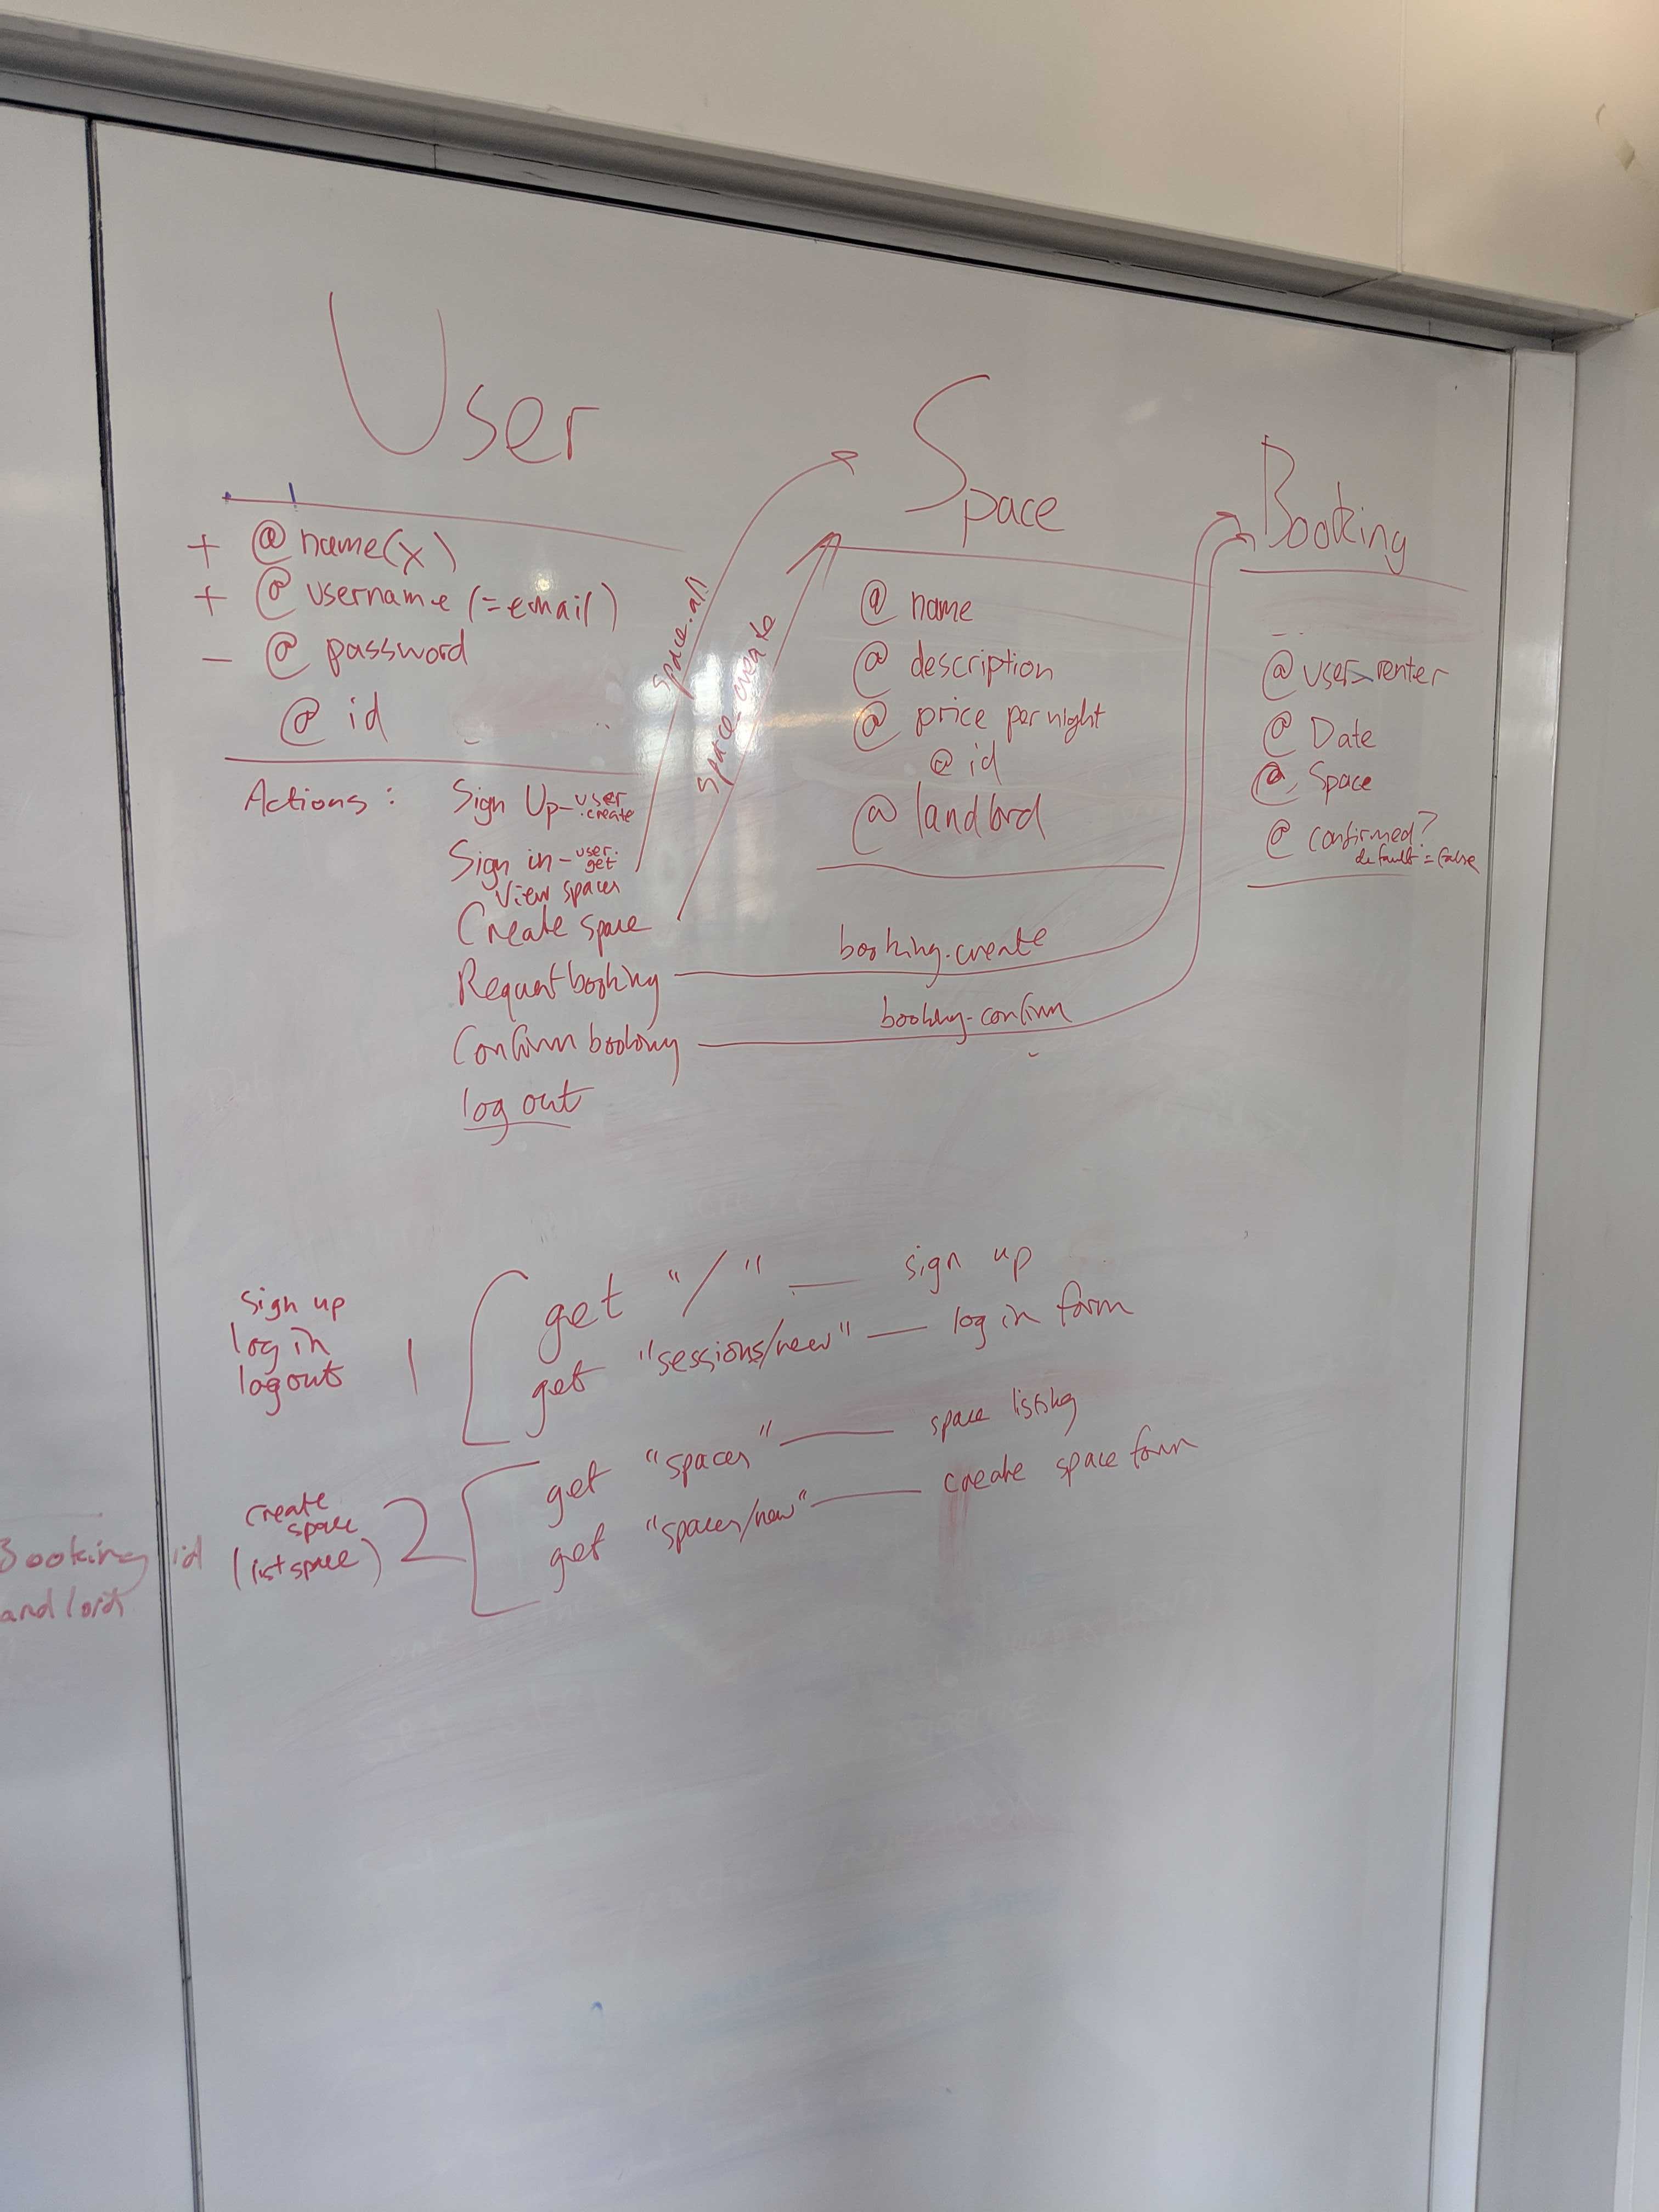 User
+ @ name (x)
+ @ username (= email)
- @ password
@ id
Actions :
Sign Up - user.create
Sign in - user.get
View spaces
Create space
Request booking
Confirm booking
log out
space.all
space-create
booking.create
booking-confirm
Space
@ name
@ description
@ price per night
@ id
@ landlord
Booking
@ user_renter
@ Date
@ Space
@ confirmed?
default = false
sign up
log in
logout
1
get "/" — sign up
get "sessions/new" — log in form
create
space
(list space)
2
get "spaces" — space listing
get "spaces/new" — create space form
Booking id